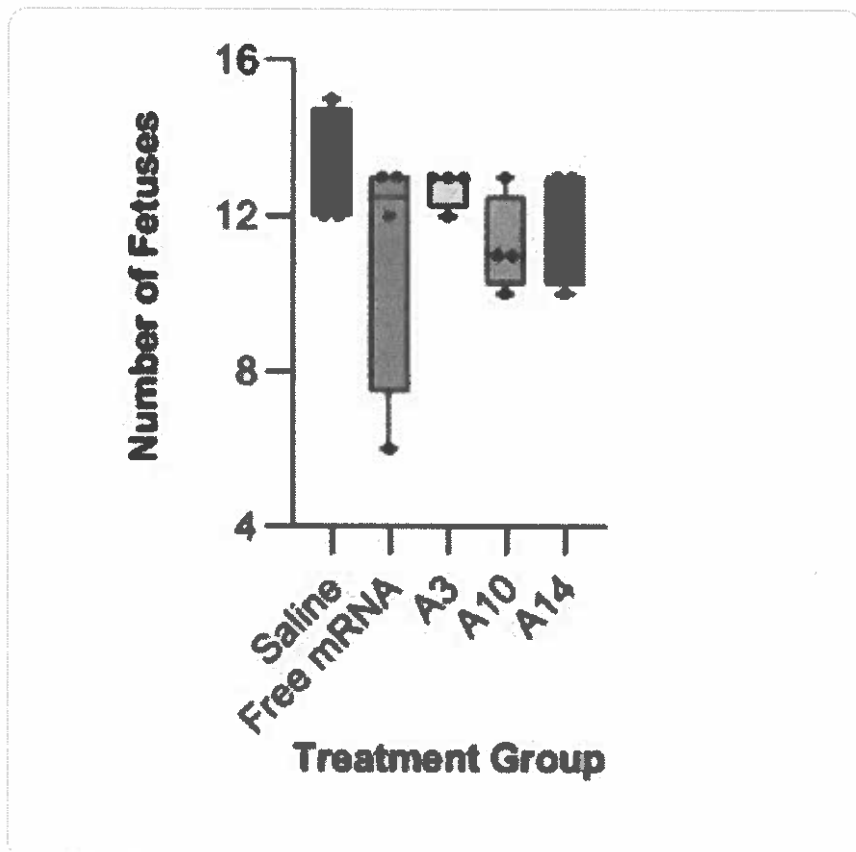 16
12
8
4
Number of Fetuses
Saline
Free mRNA
A3
A10
A14
Treatment Group